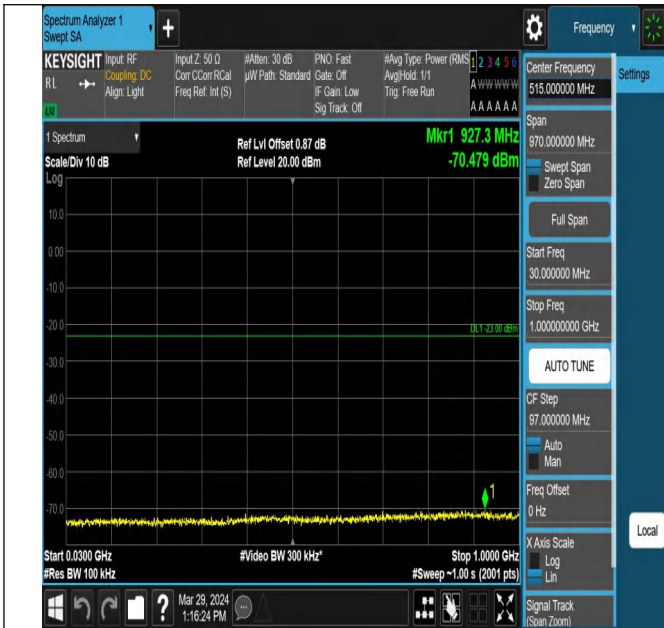 Spectrum Analyzer 1
Swept SA
+
Frequency
KEYSIGHT
RL
LXI
Input: RF
Coupling: DC
Align: Light
Input Z: 50 Ω
Corr CCorr RCal
Freq Ref: Int (S)
#Atten: 30 dB
µW Path: Standard
PNO: Fast
Gate: Off
IF Gain: Low
Sig Track: Off
#Avg Type: Power (RMS
Avg|Hold: 1/1
Trig: Free Run
1 2 3 4 5 6
A W W W W W
A A A A A A
1 Spectrum
Scale/Div 10 dB
Log
Ref Lvl Offset 0.87 dB
Ref Level 20.00 dBm
Mkr1 927.3 MHz
-70.479 dBm
10.0
0.00
-10.0
-20.0
-30.0
-40.0
-50.0
-60.0
-70.0
DL1 -23.00 dBm
1
Start 0.0300 GHz
#Res BW 100 kHz
#Video BW 300 kHz*
Stop 1.0000 GHz
#Sweep ~1.00 s (2001 pts)
?
Mar 29, 2024
1:16:24 PM
Center Frequency
515.000000 MHz
Settings
Span
970.000000 MHz
Swept Span
Zero Span
Full Span
Start Freq
30.000000 MHz
Stop Freq
1.000000000 GHz
AUTO TUNE
CF Step
97.000000 MHz
Auto
Man
Freq Offset
0 Hz
Local
X Axis Scale
Log
Lin
Signal Track
(Span Zoom)